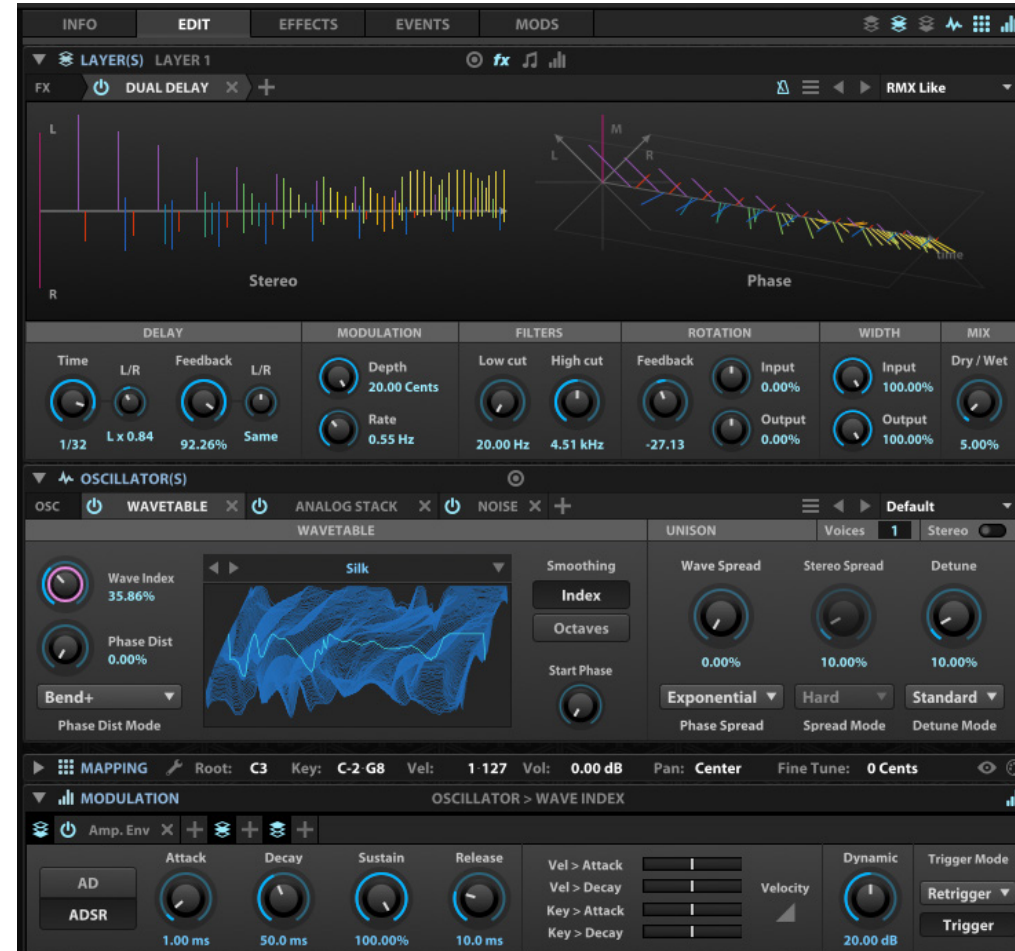 INFO EDIT EFFECTS EVENTS MODS
LAYER(S) LAYER 1 fx
FX DUAL DELAY RMX Like
L
M
L R
time
Stereo Phase
R
DELAY MODULATION FILTERS ROTATION WIDTH MIX
Time L/R Feedback L/R Depth 20.00 Cents Low cut High cut Feedback Input 0.00% Input 100.00% Dry / Wet
Rate 0.55 Hz Output 0.00% Output 100.00%
1/32 L x 0.84 92.26% Same 20.00 Hz 4.51 kHz -27.13 5.00%
OSCILLATOR(S)
OSC WAVETABLE ANALOG STACK NOISE Default
WAVETABLE UNISON Voices 1 Stereo
Wave Index 35.86% Silk Smoothing Wave Spread Stereo Spread Detune
Index
Phase Dist 0.00% Octaves
0.00% 10.00% 10.00%
Start Phase
Bend+ Exponential Hard Standard
Phase Dist Mode Phase Spread Spread Mode Detune Mode
MAPPING Root: C3 Key: C-2-G8 Vel: 1-127 Vol: 0.00 dB Pan: Center Fine Tune: 0 Cents
MODULATION OSCILLATOR > WAVE INDEX
Amp. Env
Attack Decay Sustain Release Dynamic Trigger Mode
AD Vel > Attack
Vel > Decay Velocity Retrigger
ADSR Key > Attack
Key > Decay Trigger
1.00 ms 50.0 ms 100.00% 10.0 ms 20.00 dB